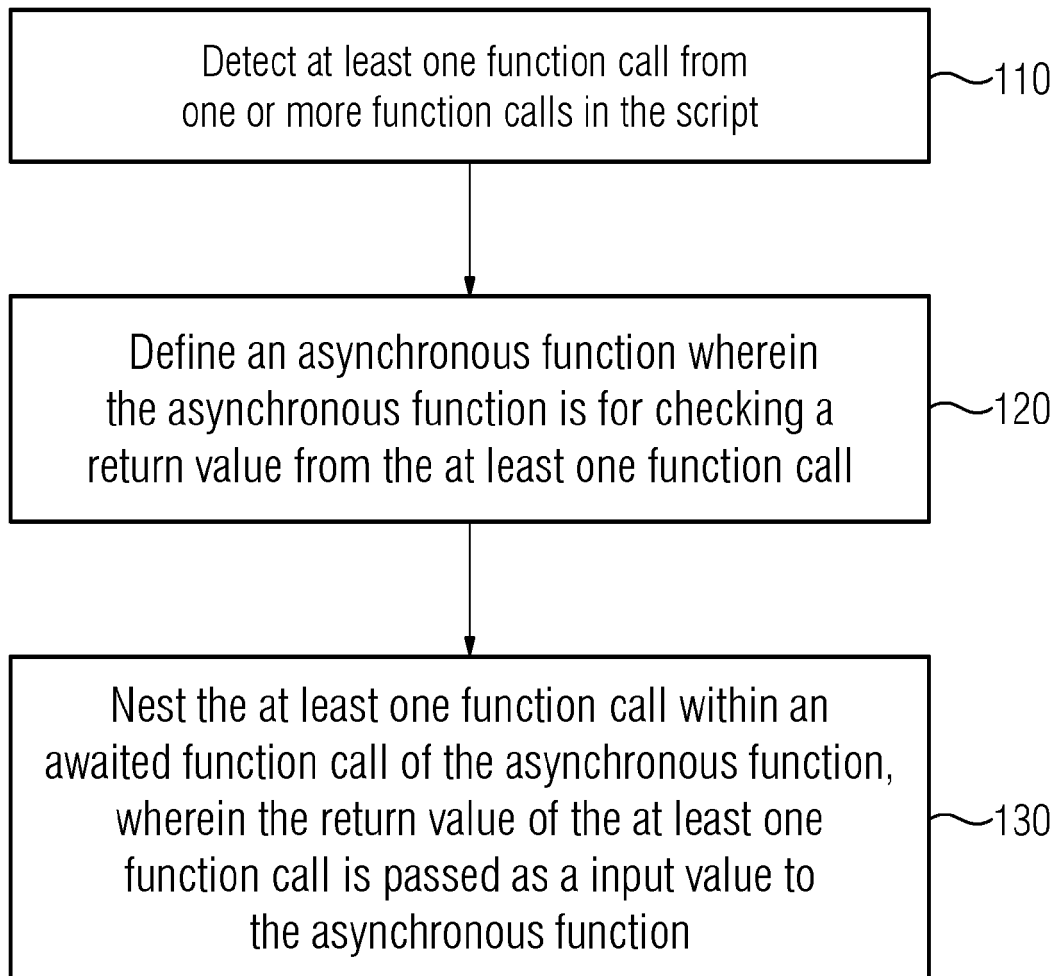 Detect at least one function call from
one or more function calls in the script
110
Define an asynchronous function wherein
the asynchronous function is for checking a
return value from the at least one function call
120
Nest the at least one function call within an
awaited function call of the asynchronous function,
wherein the return value of the at least one
function call is passed as a input value to
the asynchronous function
130